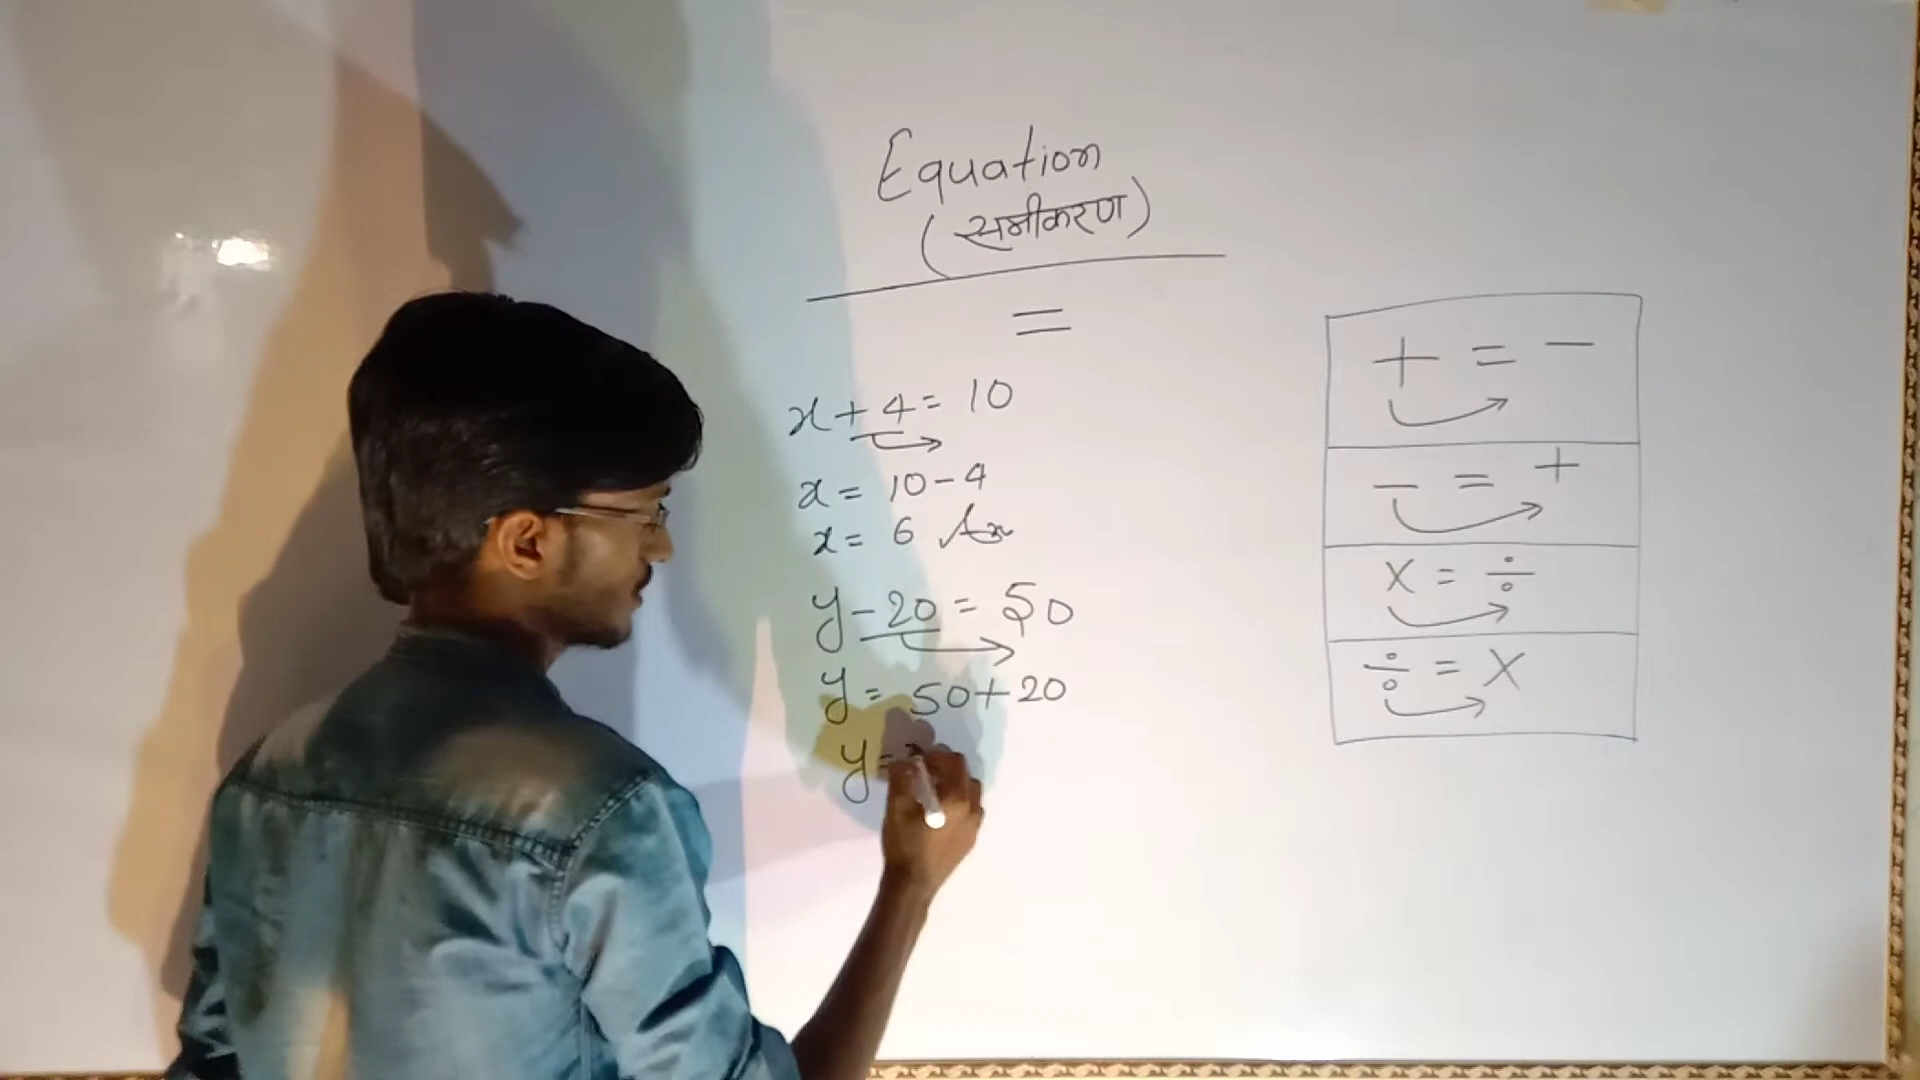 Equation
(समीकरण)
=
x + 4 = 10
x = 10 - 4
x = 6 Ans
y - 20 = 50
y = 50 + 20
y =
+ = -
- = +
× = ÷
÷ = ×